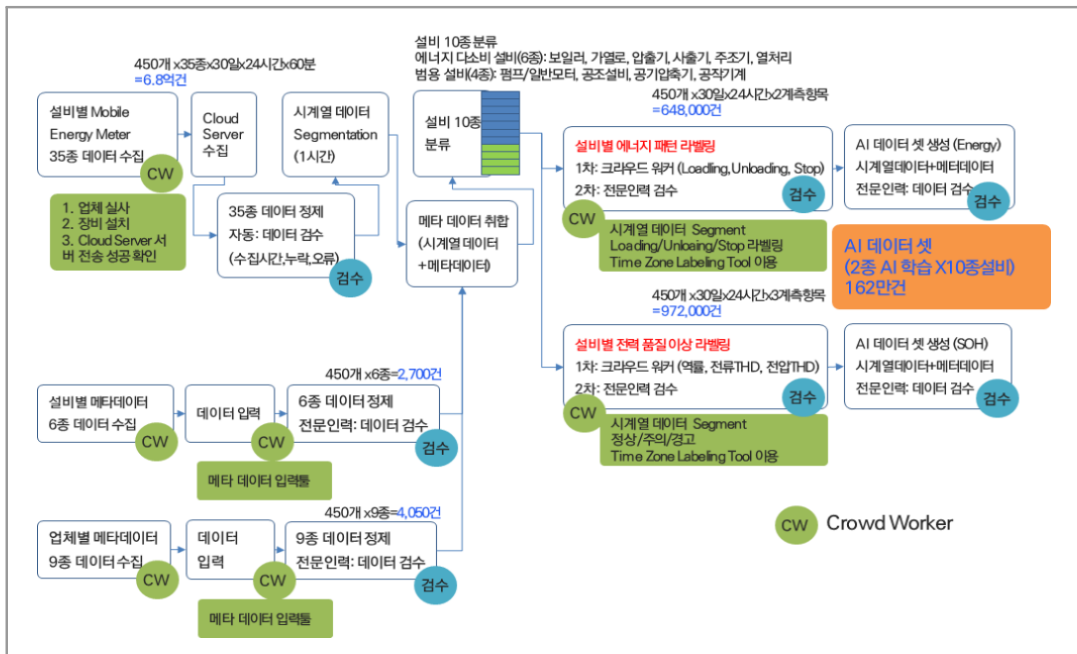 450개 x35종x30일x24시간x60분
=6.8억건
설비별 Mobile
Energy Meter
35종 데이터 수집
CW
Cloud
Server
수집
1. 업체 실사
2. 장비 설치
3. Cloud Server 서
버 전송 성공 확인
시계열 데이터
Segmentation
(1시간)
35종 데이터 정제
자동: 데이터 검수
(수집시간,누락,오류)
검수
설비 10종 분류
에너지 다소비 설비(6종): 보일러, 가열로, 압출기, 사출기, 주조기, 열처리
범용 설비(4종): 펌프/일반모터, 공조설비, 공기압축기, 공작기계
설비 10종
분류
메타 데이터 취합
(시계열 데이터
+메타데이터)
450개 x30일x24시간x2계측항목
=648,000건
설비별 에너지 패턴 라벨링
1차: 크라우드 워커 (Loadling,Unloading, Stop)
2차: 전문인력 검수
검수
CW
시계열 데이터 Segment
Loading/Unloaing/Stop 라벨링
Time Zone Labeling Tool 이용
AI 데이터 셋 생성 (Energy)
시계열데이터+메터데이터
전문인력: 데이터 검수
검수
AI 데이터 셋
(2종 AI 학습 X10종설비)
162만건
450개 x30일x24시간x3계측항목
=972,000건
설비별 전력 품질 이상 라벨링
1차: 크라우드 워커 (역률, 전류THD, 전압THD)
2차: 전문인력 검수
검수
CW
시계열 데이터 Segment
정상/주의/경고
Time Zone Labeling Tool 이용
AI 데이터 셋 생성 (SOH)
시계열데이터+메터데이터
전문인력: 데이터 검수
검수
450개 x6종=2,700건
설비별 메타데이터
6종 데이터 수집
CW
데이터 입력
CW
6종 데이터 정제
전문인력: 데이터 검수
검수
메타 데이터 입력툴
450개 x9종=4,050건
업체별 메타데이터
9종 데이터 수집
CW
데이터
입력
CW
9종 데이터 정제
전문인력: 데이터 검수
검수
메타 데이터 입력툴
CW Crowd Worker